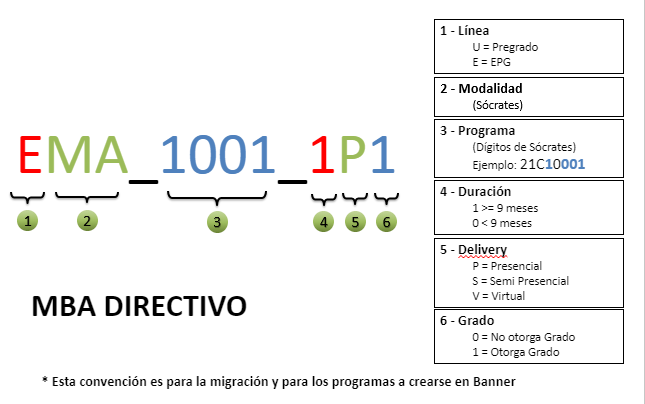 EMA_1001_1P1
1 2 3 4 5 6
MBA DIRECTIVO
1 - Línea
U = Pregrado
E = EPG
2 - Modalidad
(Sócrates)
3 - Programa
(Dígitos de Sócrates)
Ejemplo: 21C10001
4 - Duración
1 >= 9 meses
0 < 9 meses
5 - Delivery
P = Presencial
S = Semi Presencial
V = Virtual
6 - Grado
0 = No otorga Grado
1 = Otorga Grado
* Esta convención es para la migración y para los programas a crearse en Banner